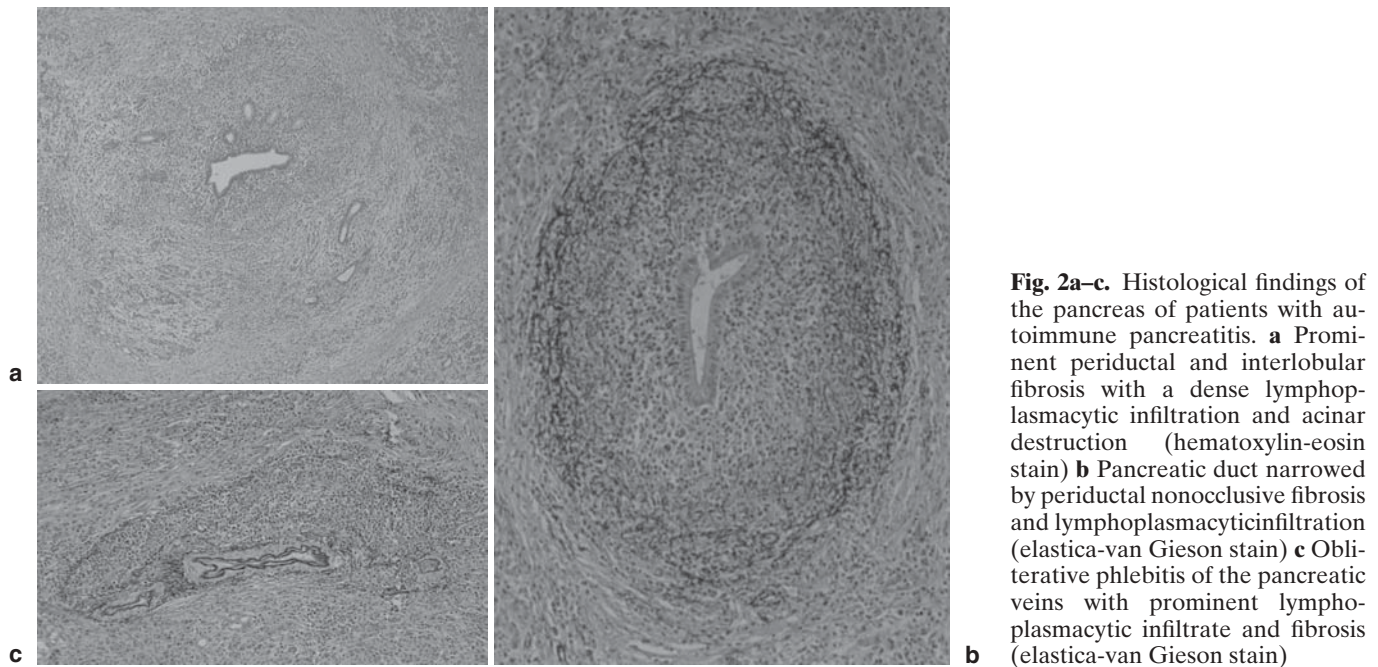 a
c
b
Fig. 2a–c. Histological findings of
the pancreas of patients with au-
toimmune pancreatitis. a Promi-
nent periductal and interlobular
fibrosis with a dense lymphop-
lasmacytic infiltration and acinar
destruction (hematoxylin-eosin
stain) b Pancreatic duct narrowed
by periductal nonocclusive fibrosis
and lymphoplasmacyticinfiltration
(elastica-van Gieson stain) c Obli-
terative phlebitis of the pancreatic
veins with prominent lympho-
plasmacytic infiltrate and fibrosis
(elastica-van Gieson stain)